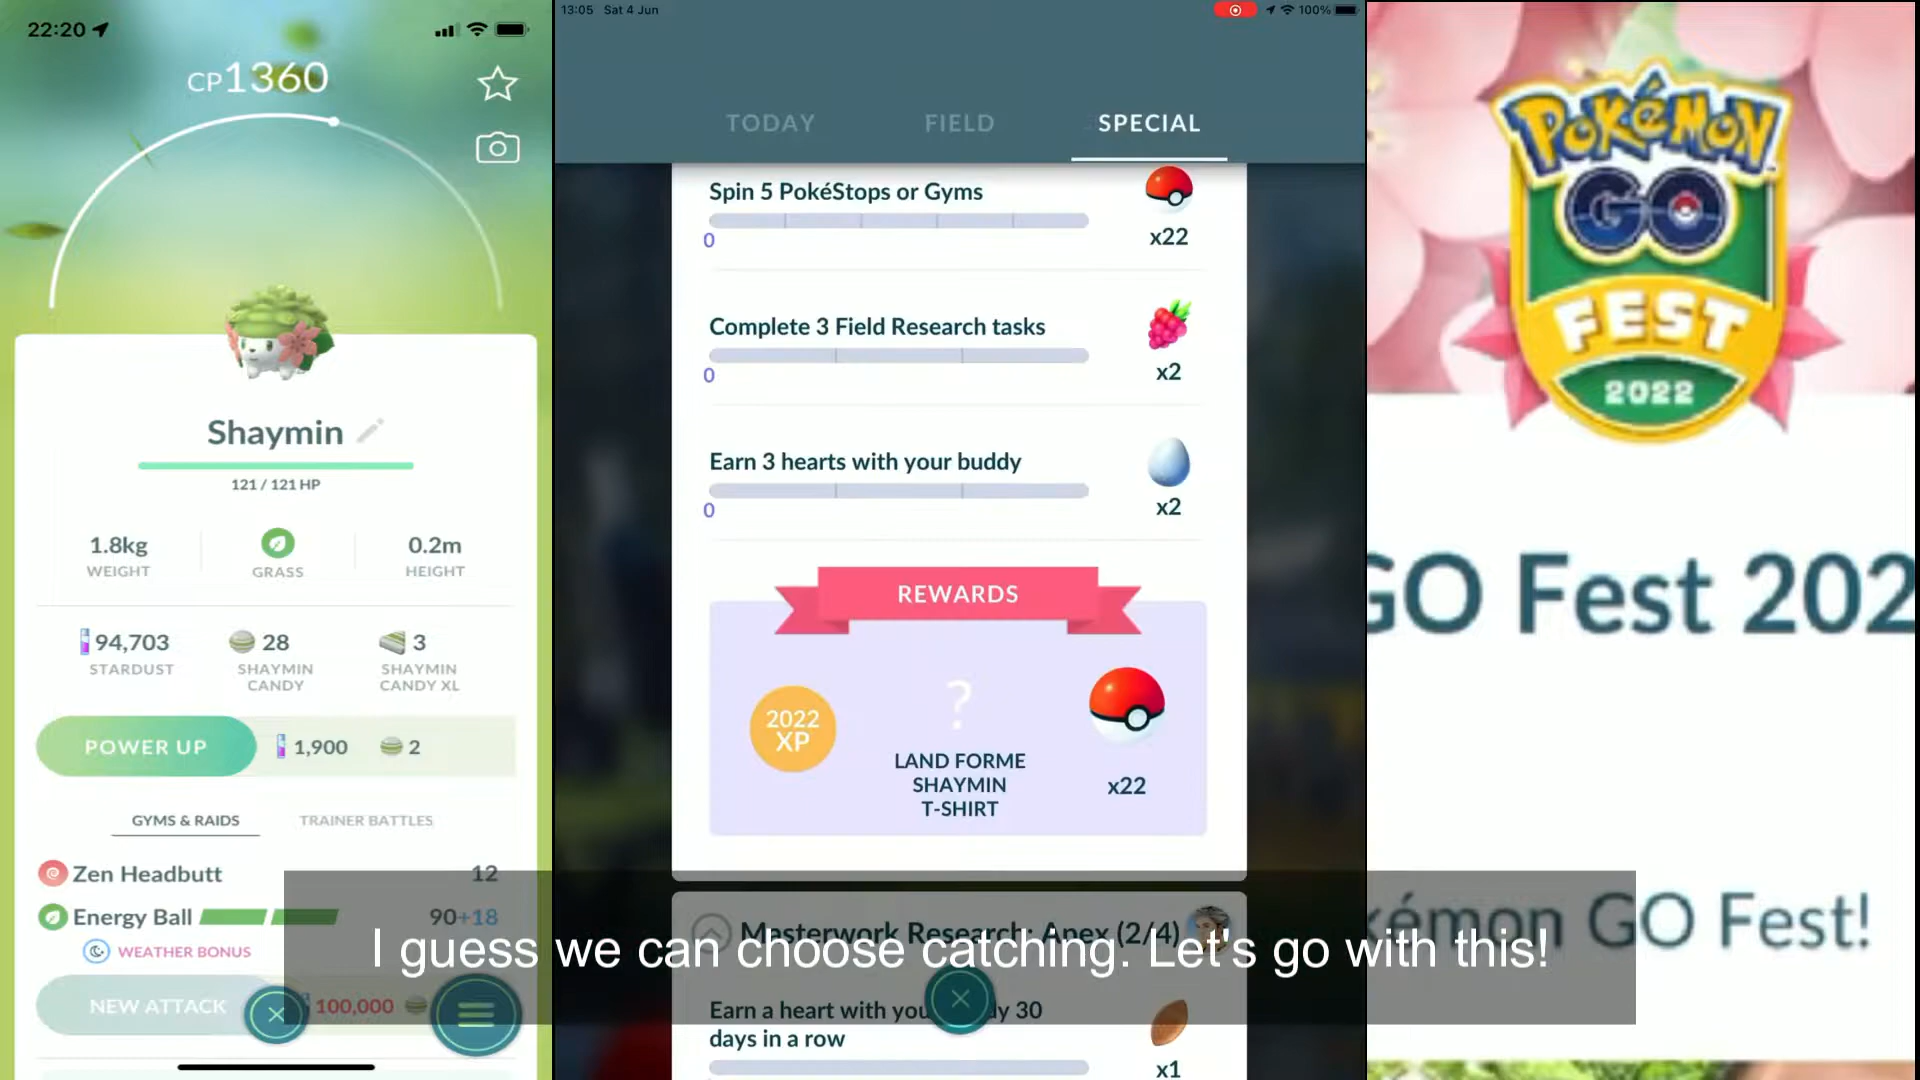 22:20
CP1360
Shaymin
121 / 121 HP
1.8kg
WEIGHT
GRASS
0.2m
HEIGHT
94,703
STARDUST
28
SHAYMIN
CANDY
3
SHAYMIN
CANDY XL
POWER UP
1,900
2
GYMS & RAIDS
TRAINER BATTLES
Zen Headbutt
12
Energy Ball
90+18
WEATHER BONUS
NEW ATTACK
100,000
13:05 Sat 4 Jun
100%
TODAY
FIELD
SPECIAL
Spin 5 PokéStops or Gyms
0
x22
Complete 3 Field Research tasks
0
x2
Earn 3 hearts with your buddy
0
x2
REWARDS
2022
XP
?
LAND FORME
SHAYMIN
T-SHIRT
x22
Masterwork Research: Apex (2/4)
Earn a heart with you dy 30
days in a row
x1
POKéMON
GO
FEST
2022
GO Fest 202
kémon GO Fest!
I guess we can choose catching. Let's go with this!